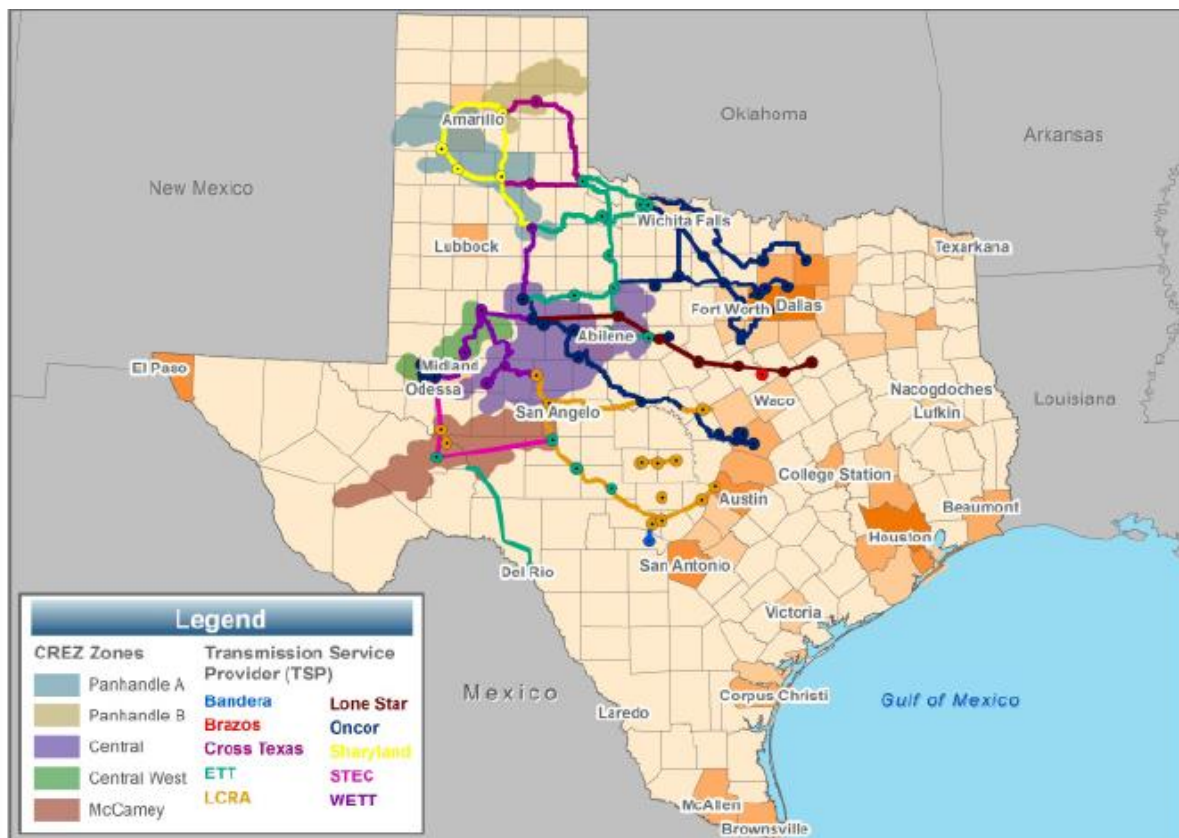 Oklahoma
Arkansas
Amarillo
New Mexico
Wichita Falls
Lubbock
Texarkana
Fort Worth
Dallas
Abilene
El Paso
Midland
Odessa
Nacogdoches
Waco
Louisiana
San Angelo
Lufkin
College Station
Austin
Beaumont
Houston
Del Rio
San Antonio
Victoria
Mexico
Corpus Christi
Gulf of Mexico
Laredo
McAllen
Brownsville
Legend
CREZ Zones
Panhandle A
Panhandle B
Central
Central West
McCamey
Transmission Service
Provider (TSP)
Bandera
Brazos
Cross Texas
ETT
LCRA
Lone Star
Oncor
Sharyland
STEC
WETT